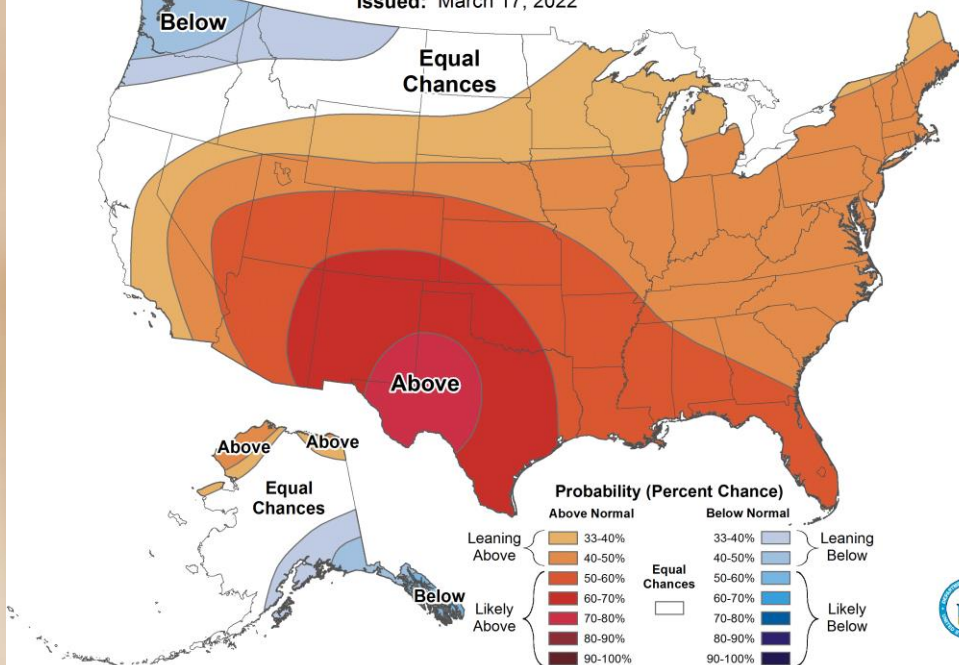 Issued: March 17, 2022
Below
Equal
Chances
Above
Above
Above
Equal
Chances
Below
Probability (Percent Chance)
Above Normal Below Normal
Leaning
Above
33-40%
40-50%
Likely
Above
50-60%
60-70%
70-80%
80-90%
90-100%
Equal
Chances
33-40%
40-50%
Leaning
Below
50-60%
60-70%
70-80%
80-90%
90-100%
Likely
Below